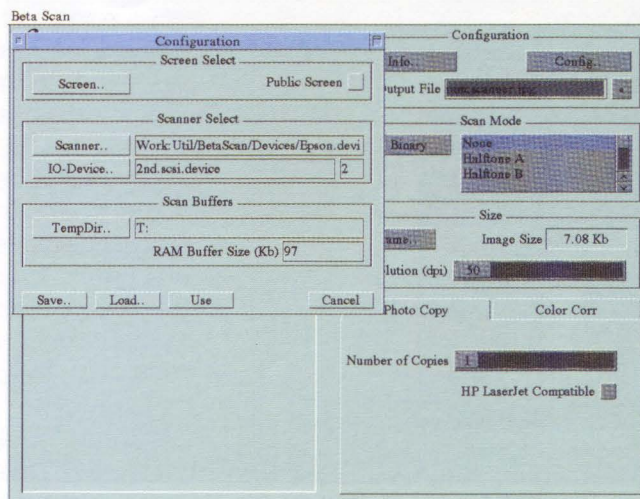 Beta Scan
Configuration
Screen Select
Screen..
Public Screen
Scanner Select
Scanner..
Work:Util/BetaScan/Devices/Epson.devi
IO-Device..
2nd.scsi.device
2
Scan Buffers
TempDir..
T:
RAM Buffer Size (Kb)
97
Save..
Load..
Use
Cancel
Configuration
Info..
Config..
utput File
Scan Mode
Binary
None
Halftone A
Halftone B
Size
ame..
Image Size
7.08 Kb
lution (dpi)
50
Photo Copy
Color Corr
Number of Copies
1
HP LaserJet Compatible